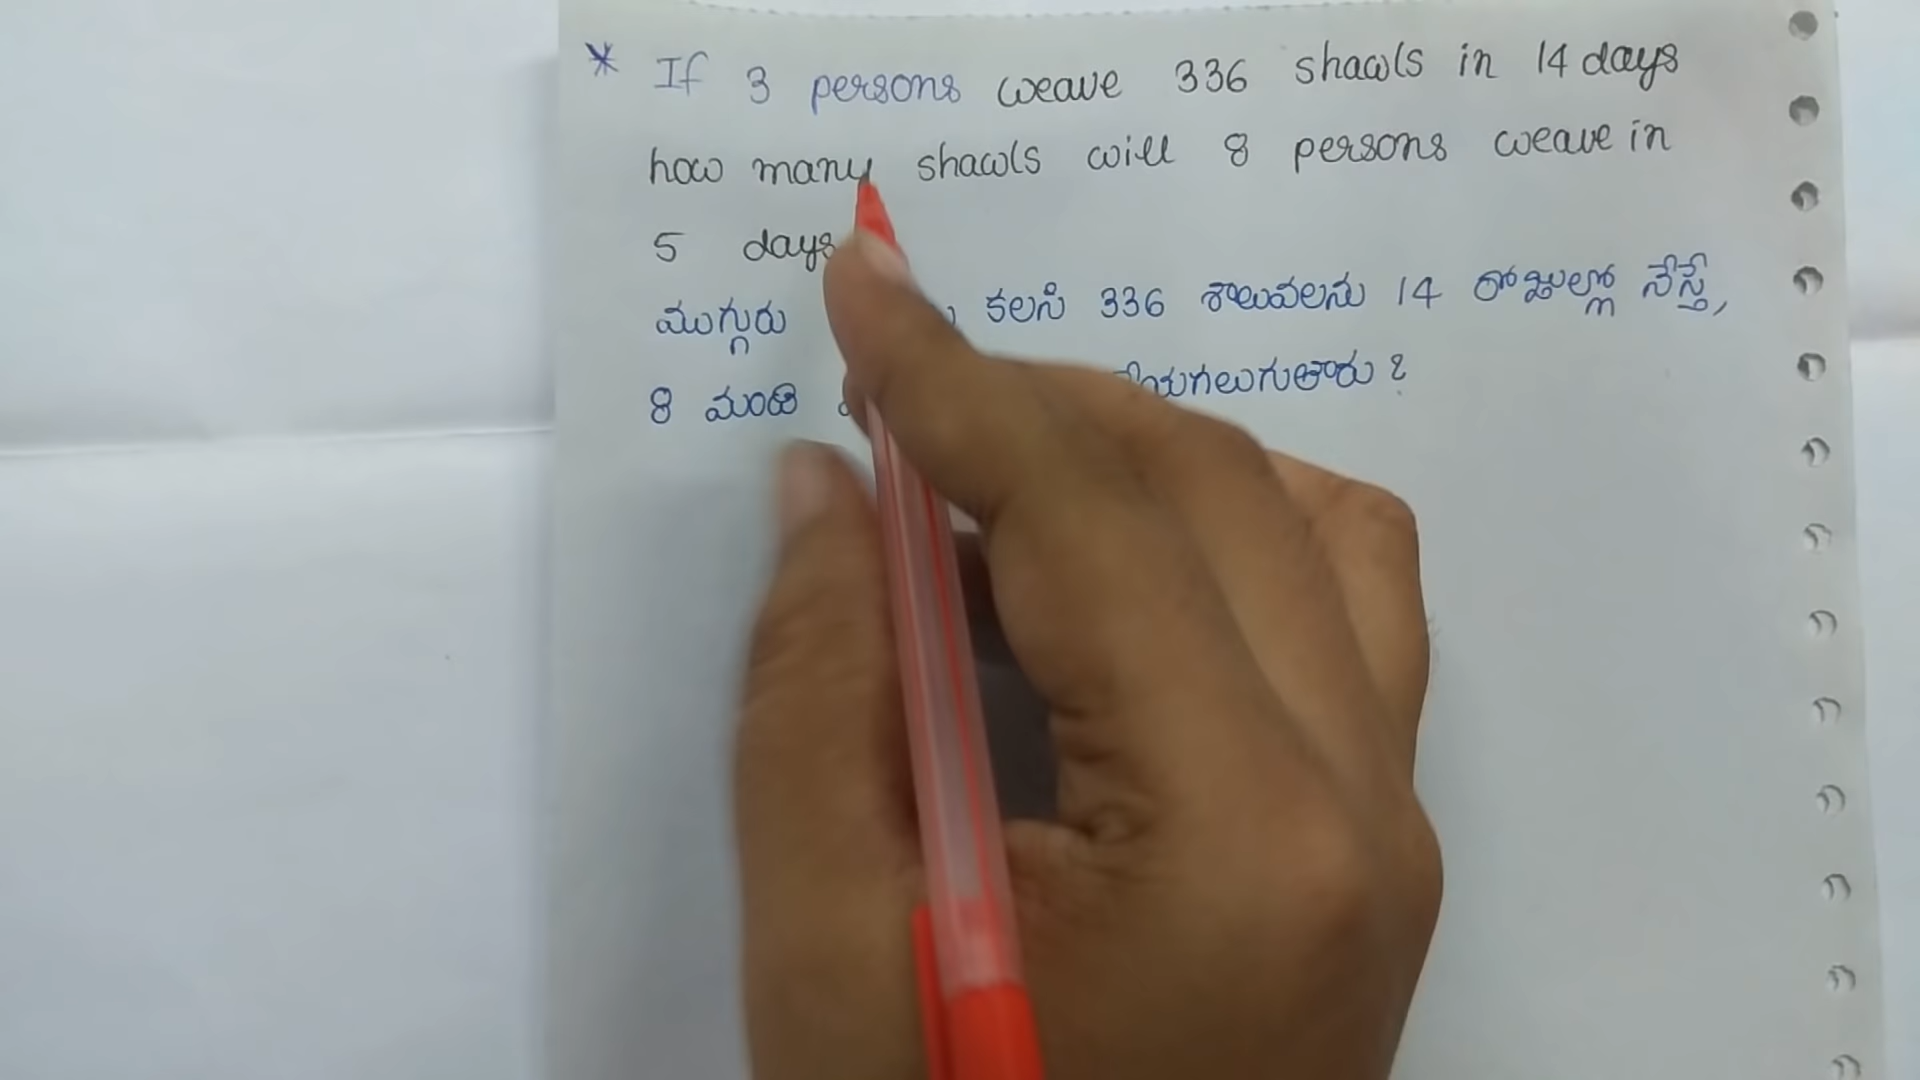 * If 3 persons weave 336 shawls in 14 days
how many shawls will 8 persons weave in
5 days
ముగ్గురు కలసి 336 శాలువలను 14 రోజుల్లో నేస్తే,
8 మంది నేయగలుగుతారు?